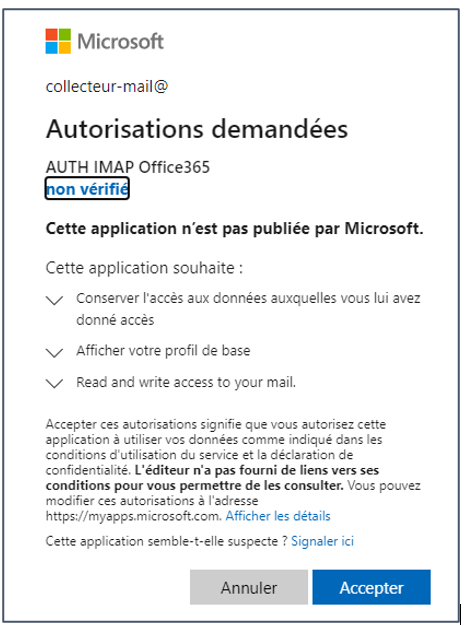 Microsoft
collecteur-mail@
Autorisations demandées
AUTH IMAP Office365
non vérifié
Cette application n'est pas publiée par Microsoft.
Cette application souhaite :
Conserver l'accès aux données auxquelles vous lui avez
donné accès
Afficher votre profil de base
Read and write access to your mail.
Accepter ces autorisations signifie que vous autorisez cette
application à utiliser vos données comme indiqué dans les
conditions d'utilisation du service et la déclaration de
confidentialité. L'éditeur n'a pas fourni de liens vers ses
conditions pour vous permettre de les consulter. Vous pouvez
modifier ces autorisations à l'adresse
https://myapps.microsoft.com. Afficher les détails
Cette application semble-t-elle suspecte ? Signaler ici
Annuler
Accepter